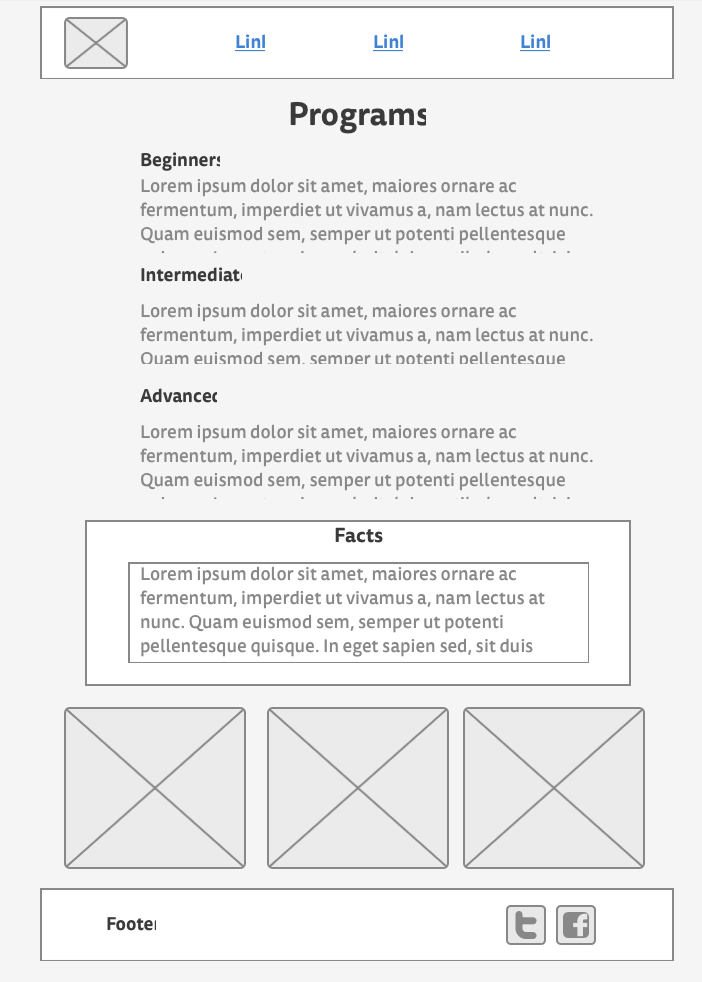 Linl
Linl
Linl
Programs
Beginners
Lorem ipsum dolor sit amet, maiores ornare ac
fermentum, imperdiet ut vivamus a, nam lectus at nunc.
Quam euismod sem, semper ut potenti pellentesque
Intermediate
Lorem ipsum dolor sit amet, maiores ornare ac
fermentum, imperdiet ut vivamus a, nam lectus at nunc.
Quam euismod sem, semper ut potenti pellentesque
Advanced
Lorem ipsum dolor sit amet, maiores ornare ac
fermentum, imperdiet ut vivamus a, nam lectus at nunc.
Quam euismod sem, semper ut potenti pellentesque
Facts
Lorem ipsum dolor sit amet, maiores ornare ac
fermentum, imperdiet ut vivamus a, nam lectus at
nunc. Quam euismod sem, semper ut potenti
pellentesque quisque. In eget sapien sed, sit duis
Footer